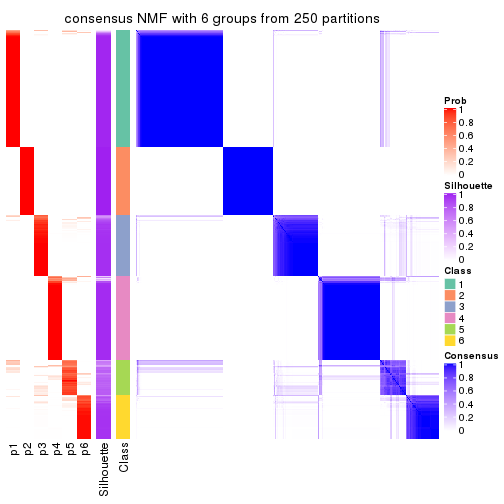 consensus NMF with 6 groups from 250 partitions
Prob
1
0.8
0.6
0.4
0.2
0
Silhouette
1
0.8
0.6
0.4
0.2
0
Class
1
2
3
4
5
6
Consensus
1
0.8
0.6
0.4
0.2
0
p1
p2
p3
p4
p5
p6
Silhouette
Class